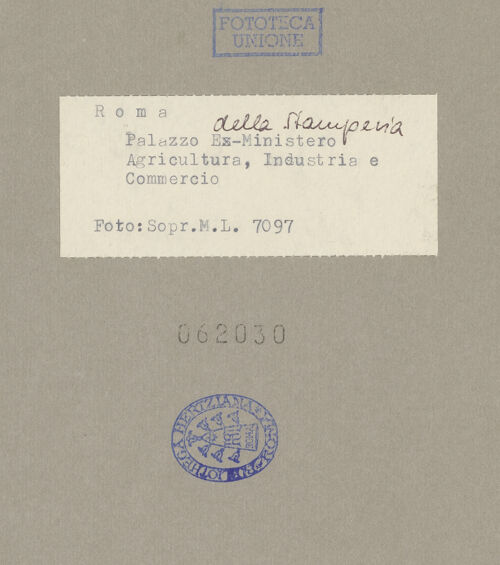 FOTOTECA
UNIONE
Roma
della Stamperia
Palazzo Ex-Ministero
Agricultura, Industria e
Commercio
Foto: Sopr.M.L. 7097
062030